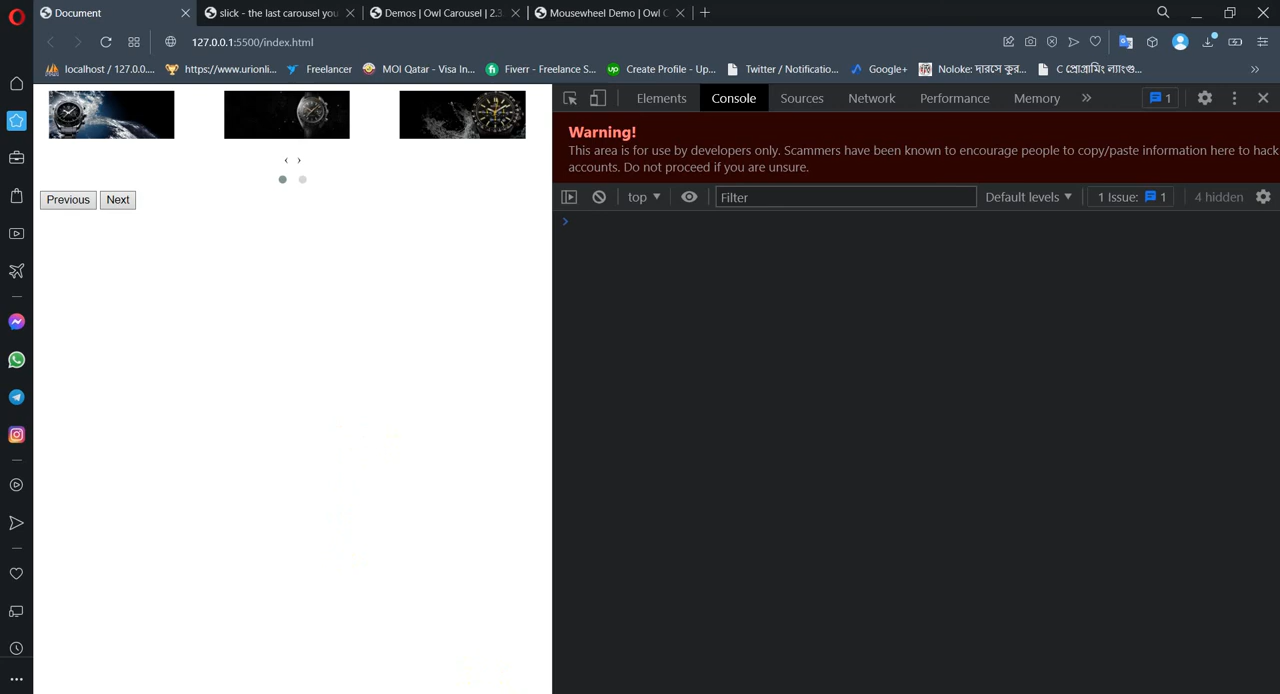 Document
slick - the last carousel you
Demos | Owl Carousel | 2.3.
Mousewheel Demo | Owl C
127.0.0.1:5500/index.html
localhost / 127.0.0....
https://www.urionli...
Freelancer
MOI Qatar - Visa In...
Fiverr - Freelance S...
Create Profile - Up...
Twitter / Notificatio...
Google+
Noloke: দারসে কুর...
C প্রোগ্রামিং ল্যাংগু...
Elements
Console
Sources
Network
Performance
Memory
1
Warning!
This area is for use by developers only. Scammers have been known to encourage people to copy/paste information here to hack
accounts. Do not proceed if you are unsure.
top
Filter
Default levels
1 Issue: 1
4 hidden
Previous
Next